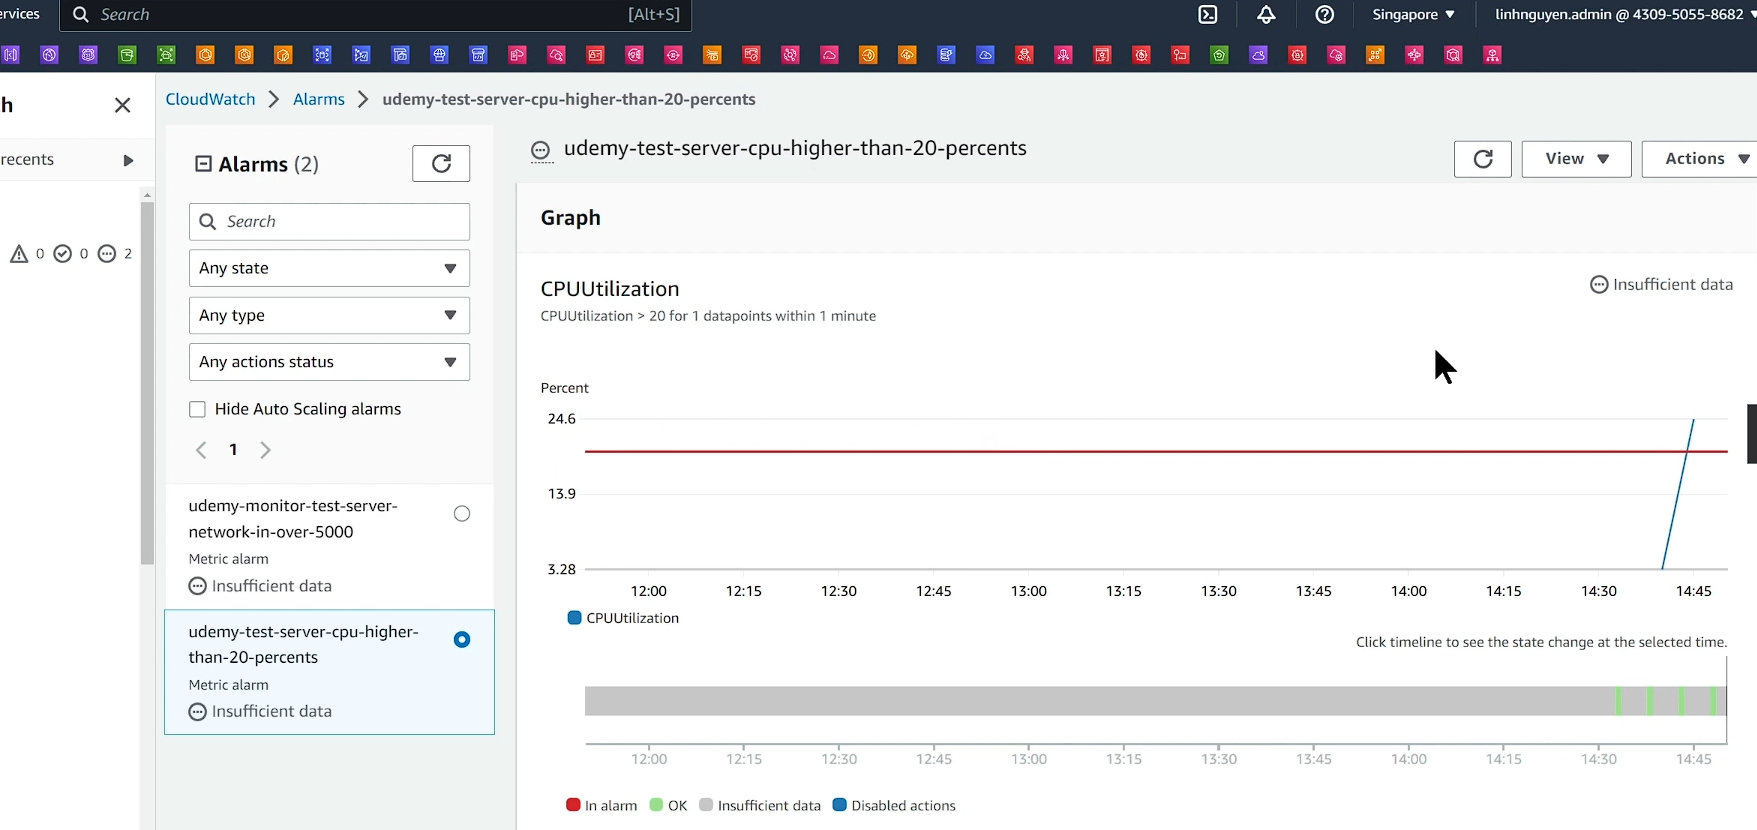 ervices
Search
[Alt+S]
Singapore
linhnguyen.admin @ 4309-5055-8682
h
recents
0
0
2
CloudWatch
Alarms
udemy-test-server-cpu-higher-than-20-percents
Alarms (2)
Search
Any state
Any type
Any actions status
Hide Auto Scaling alarms
1
udemy-monitor-test-server-
network-in-over-5000
Metric alarm
Insufficient data
udemy-test-server-cpu-higher-
than-20-percents
Metric alarm
Insufficient data
udemy-test-server-cpu-higher-than-20-percents
View
Actions
Graph
CPUUtilization
CPUUtilization > 20 for 1 datapoints within 1 minute
Insufficient data
Percent
24.6
13.9
3.28
12:00 12:15 12:30 12:45 13:00 13:15 13:30 13:45 14:00 14:15 14:30 14:45
CPUUtilization
Click timeline to see the state change at the selected time.
12:00 12:15 12:30 12:45 13:00 13:15 13:30 13:45 14:00 14:15 14:30 14:45
In alarm OK Insufficient data Disabled actions